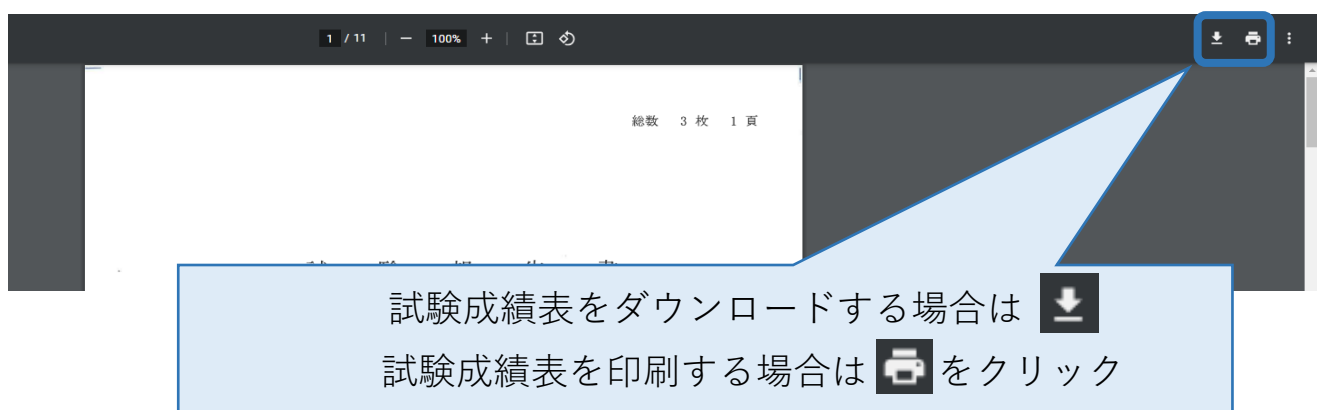 1 / 11 | − 100% + |
総数 3 枚 1 頁
試験成績表をダウンロードする場合は
試験成績表を印刷する場合は をクリック